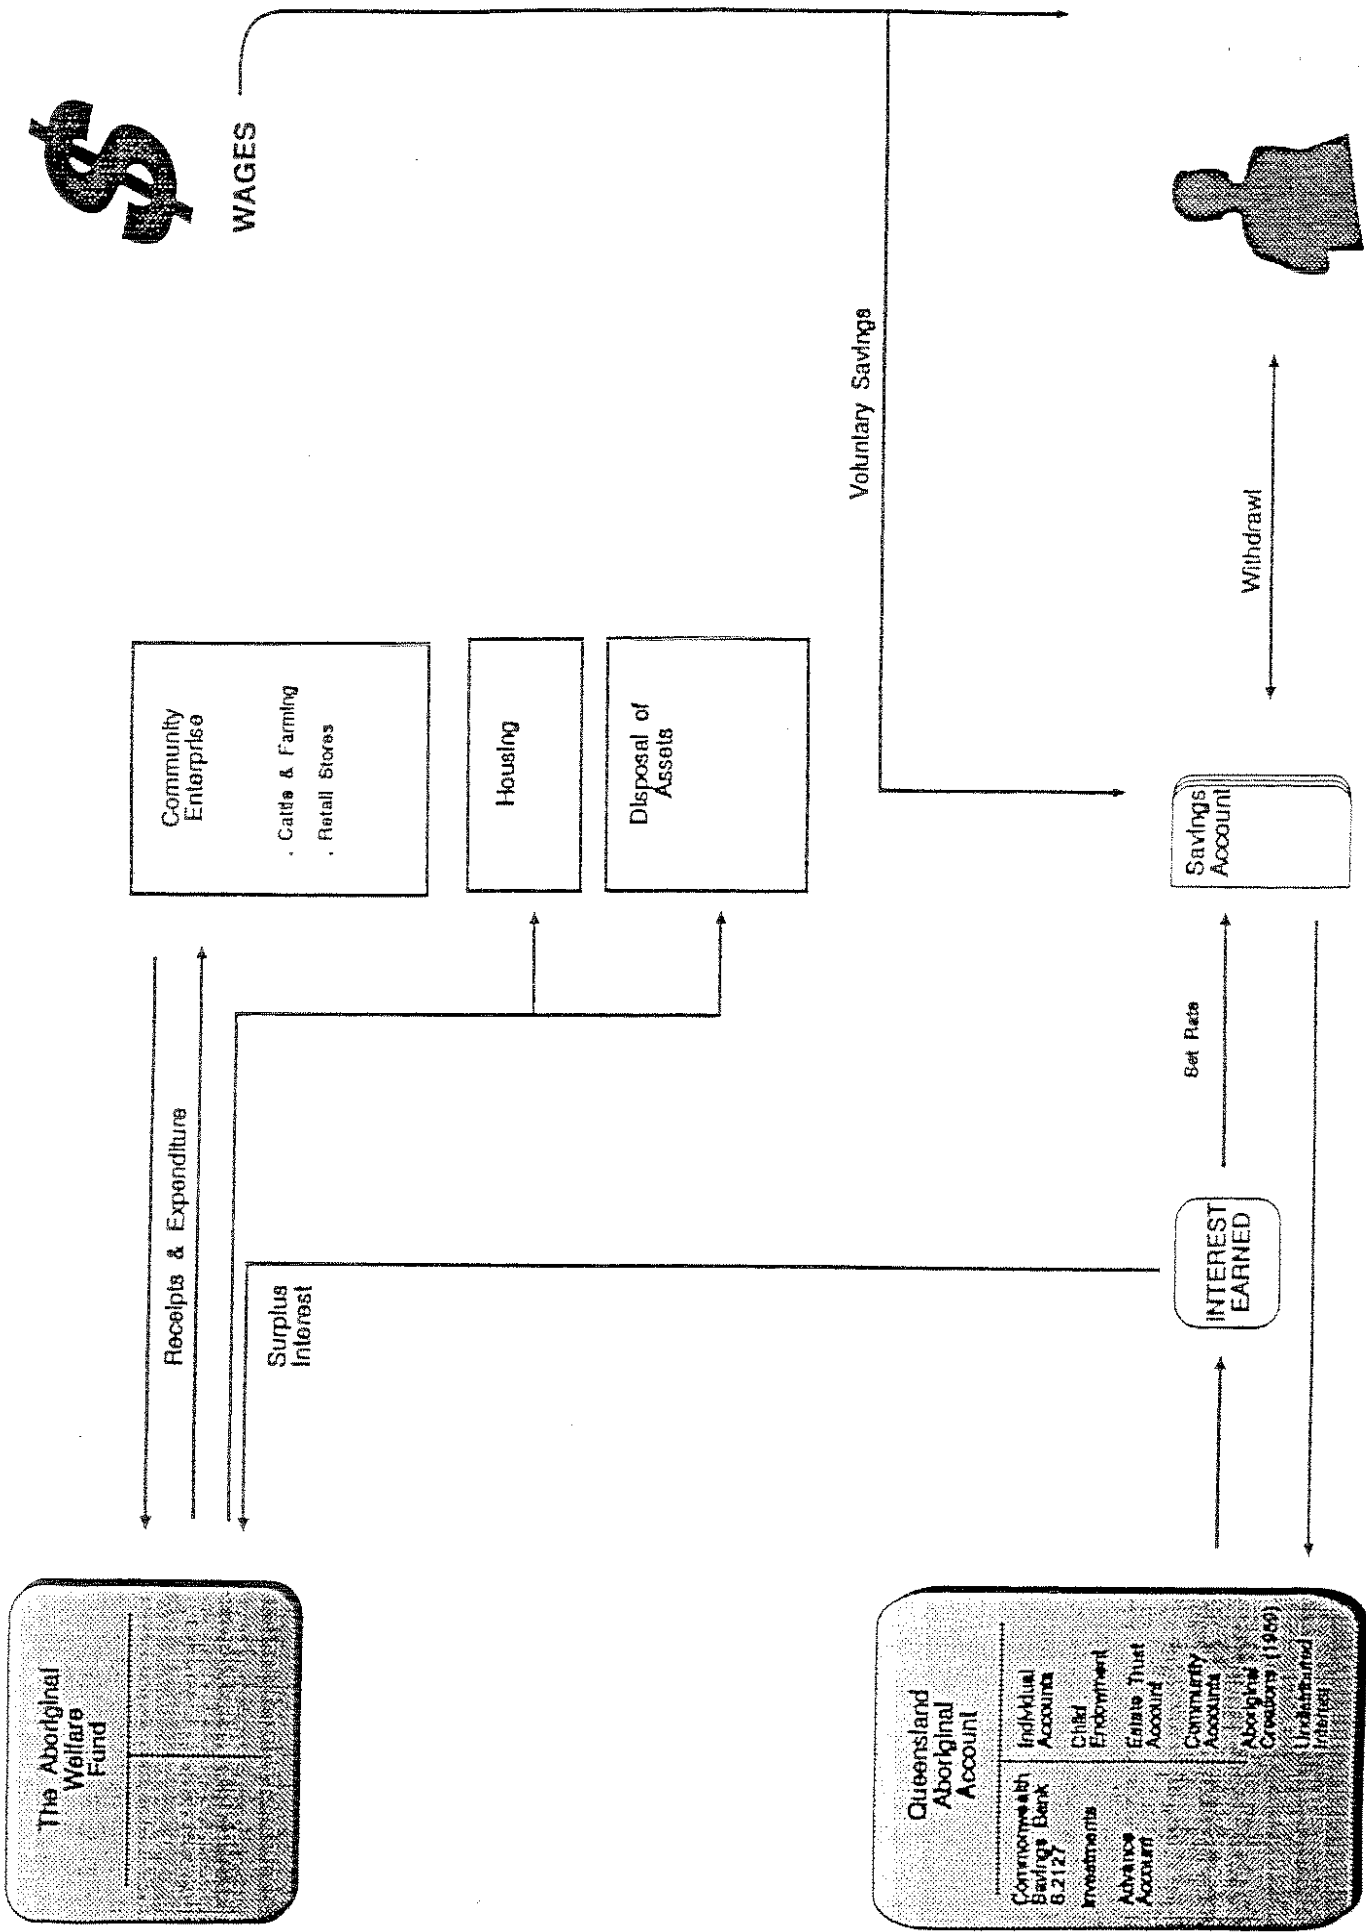 The Aboriginal
Welfare
Fund
Receipts & Expenditure
Surplus
Interest
Community
Enterprise
. Cattle & Farming
. Retail Stores
Housing
Disposal of
Assets
WAGES
Voluntary Savings
Queensland
Aboriginal
Account
Commonwealth
Savings Bank
S.2127
Investments
Advance
Account
Individual
Accounts
Child
Endowment
Estate Trust
Account
Community
Accounts
Aboriginal
Creations (1969)
Undistributed
Interest
INTEREST
EARNED
Set Rate
Savings
Account
Withdrawl